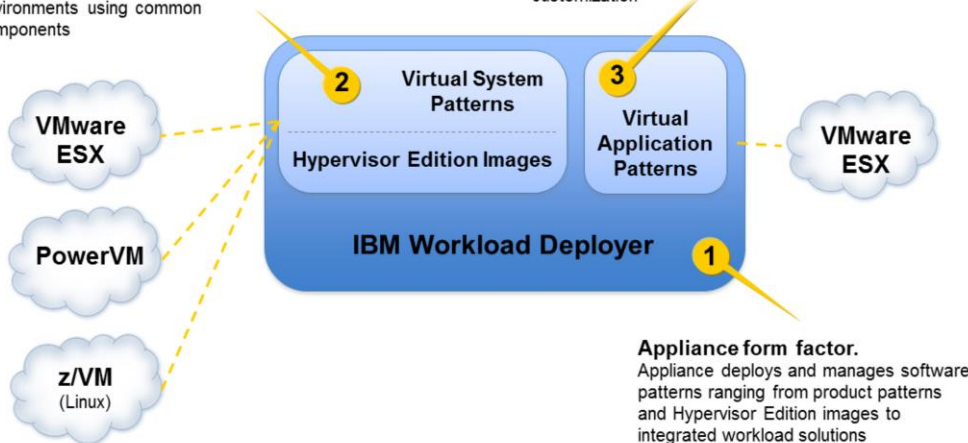 using common
customization
2
Virtual System
Patterns
Hypervisor Edition Images
3
Virtual
Application
Patterns
VMware
ESX
VMware
ESX
PowerVM
IBM Workload Deployer
1
z/VM
(Linux)
Appliance form factor.
Appliance deploys and manages software
patterns ranging from product patterns
and Hypervisor Edition images to
integrated workload solutions